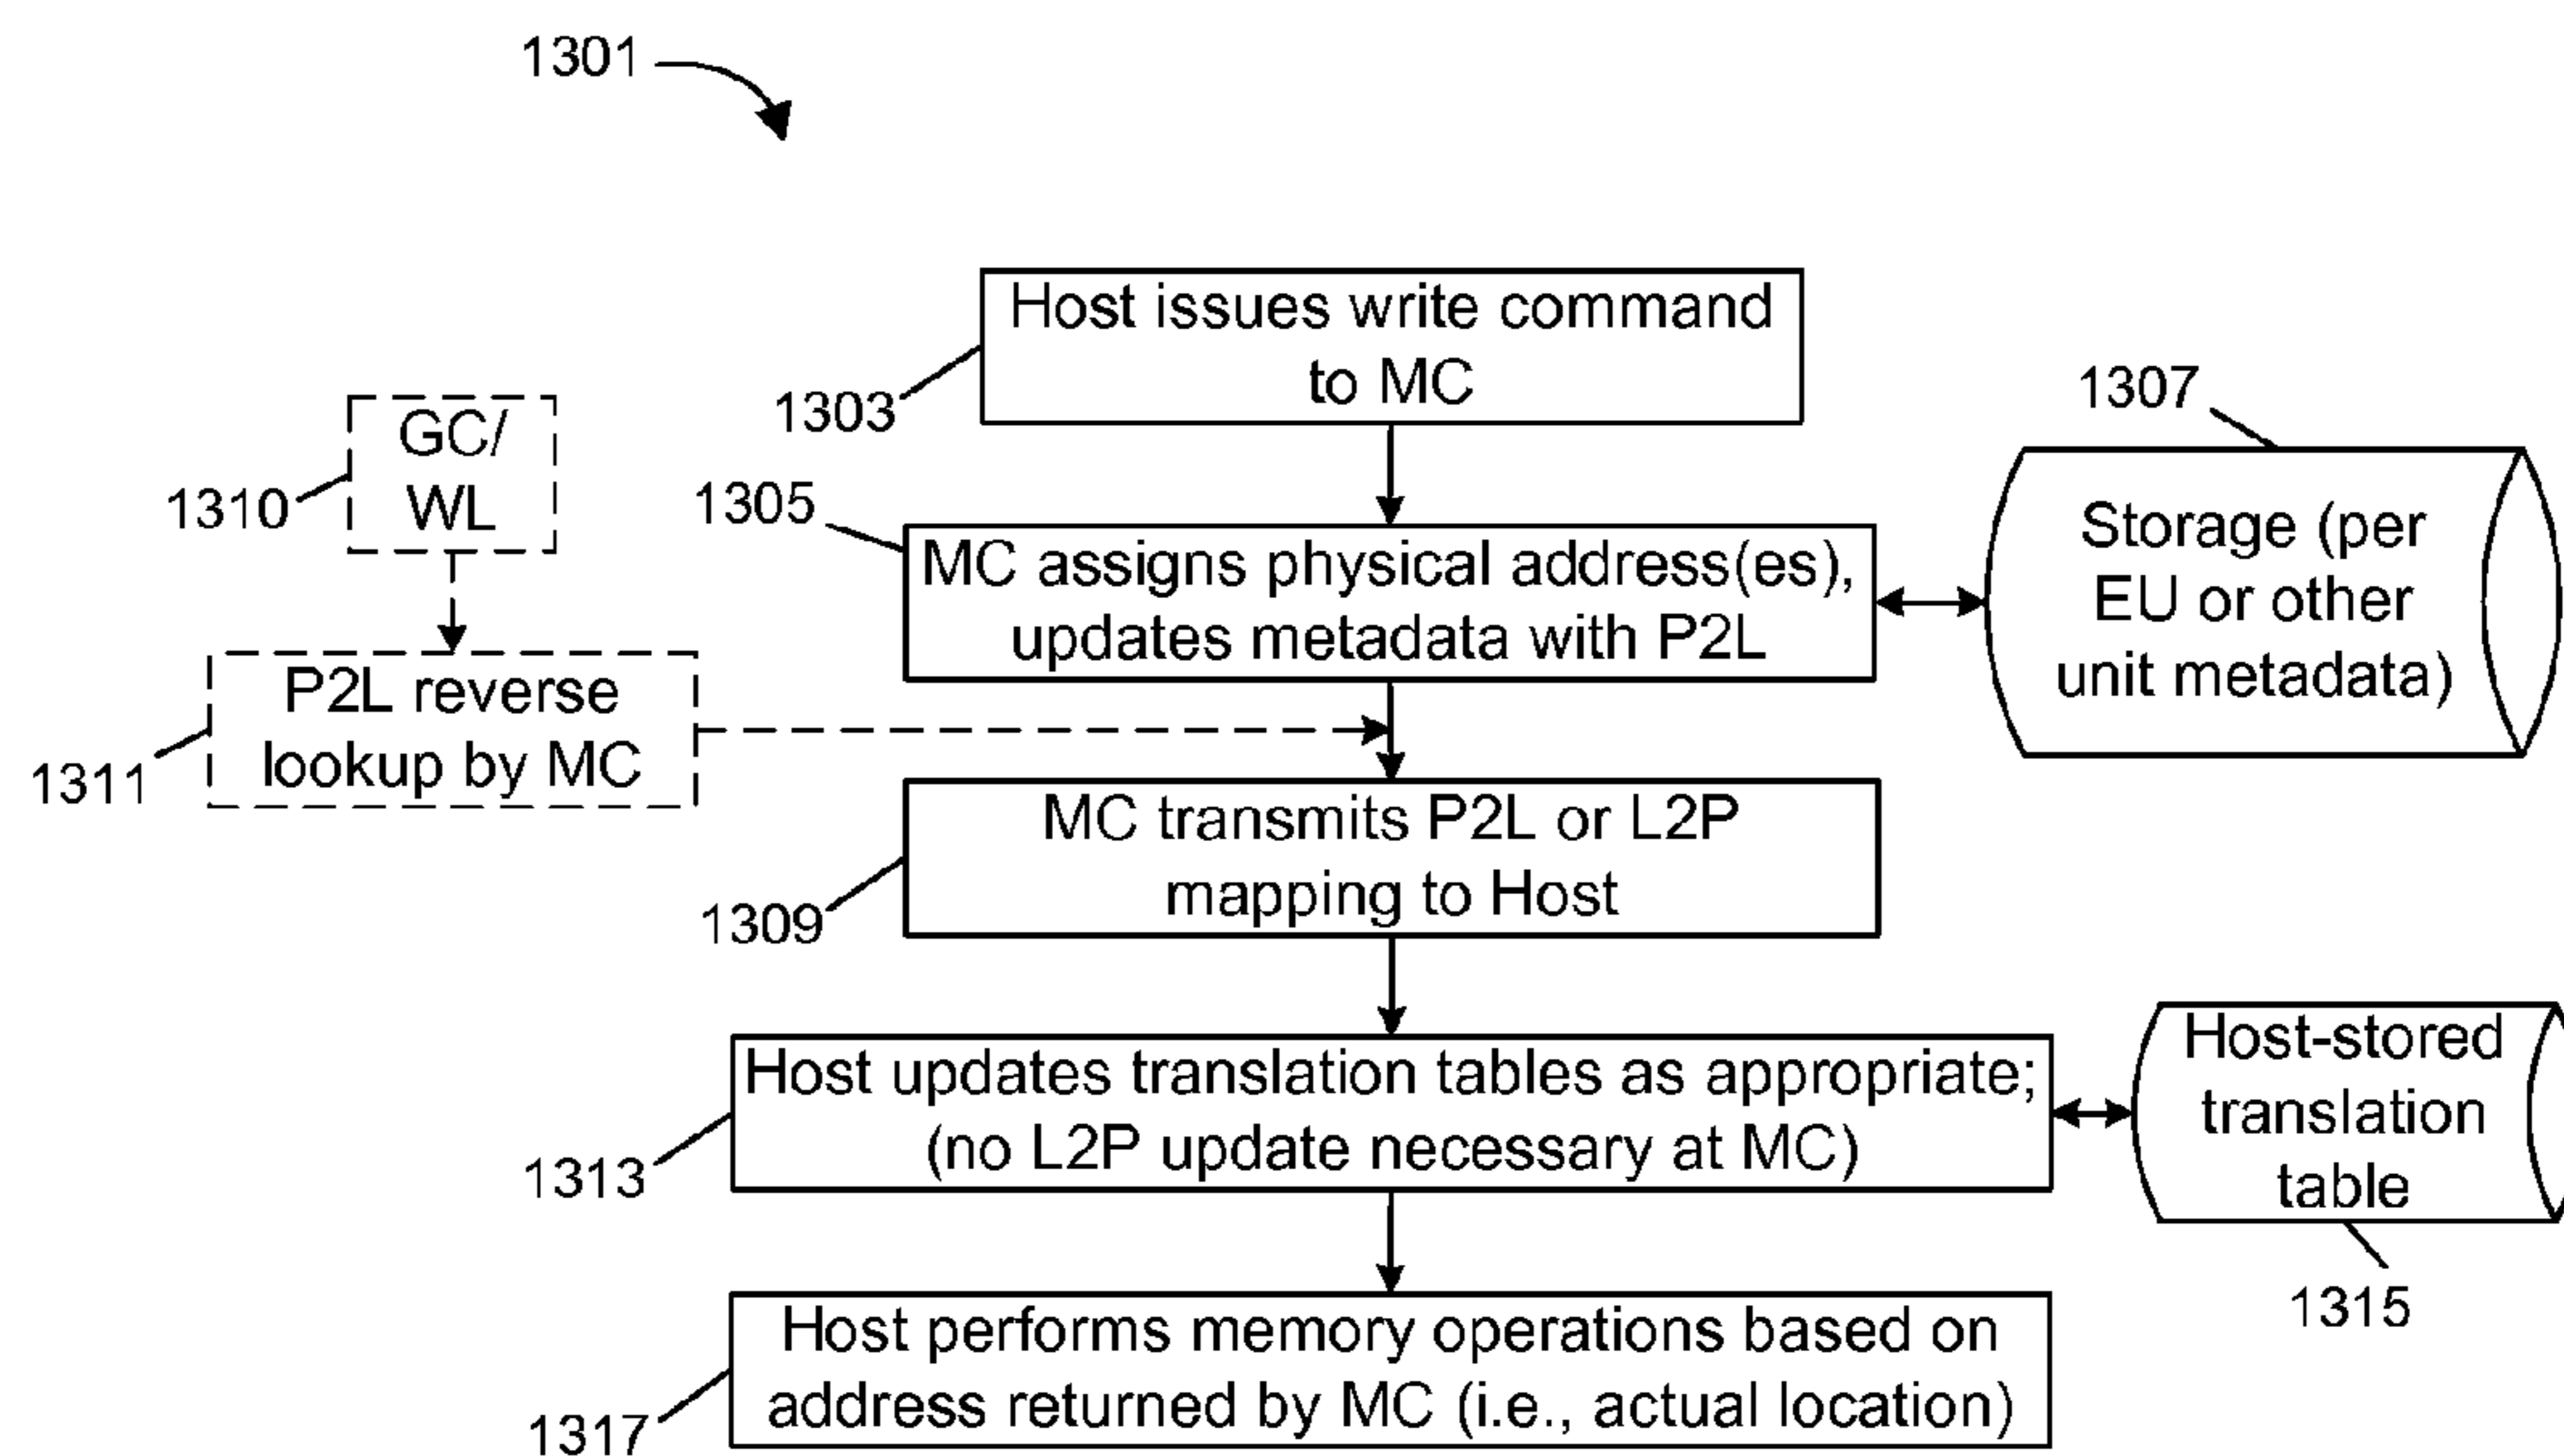 1301
Host issues write command
to MC
1303
1307
GC/
WL
1310
1305
MC assigns physical address(es),
updates metadata with P2L
Storage (per
EU or other
unit metadata)
P2L reverse
lookup by MC
1311
MC transmits P2L or L2P
mapping to Host
1309
Host updates translation tables as appropriate;
(no L2P update necessary at MC)
1313
Host-stored
translation
table
1315
Host performs memory operations based on
address returned by MC (i.e., actual location)
1317